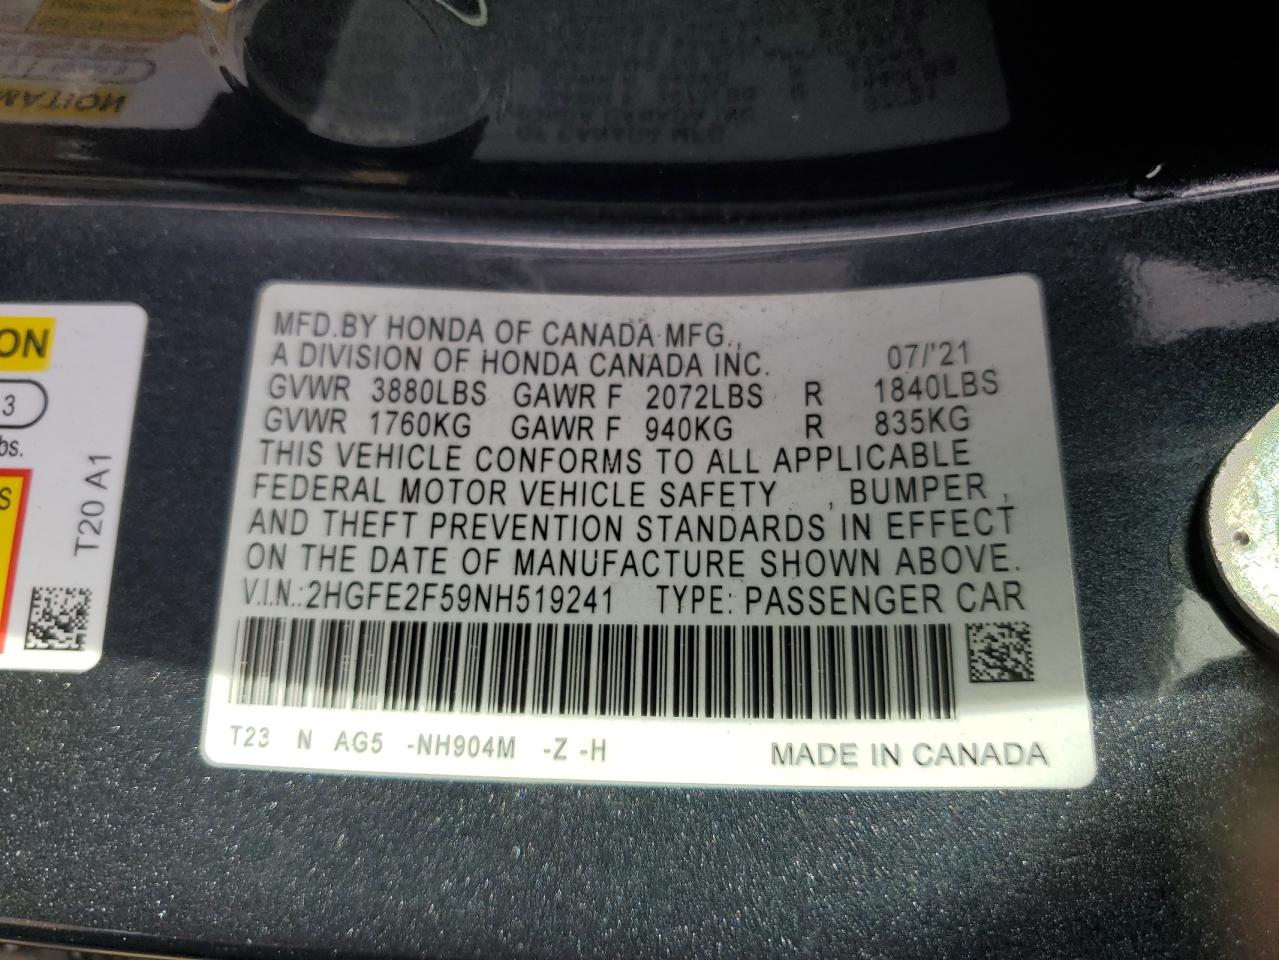 MFD.BY HONDA OF CANADA MFG.,
A DIVISION OF HONDA CANADA INC. 07/'21
GVWR 3880LBS GAWR F 2072LBS R 1840LBS
GVWR 1760KG GAWR F 940KG R 835KG
THIS VEHICLE CONFORMS TO ALL APPLICABLE
FEDERAL MOTOR VEHICLE SAFETY , BUMPER ,
AND THEFT PREVENTION STANDARDS IN EFFECT
ON THE DATE OF MANUFACTURE SHOWN ABOVE.
V.I.N.:2HGFE2F59NH519241 TYPE: PASSENGER CAR
T23 N AG5 -NH904M -Z -H MADE IN CANADA
ON
3
bs.
S
T20 A1